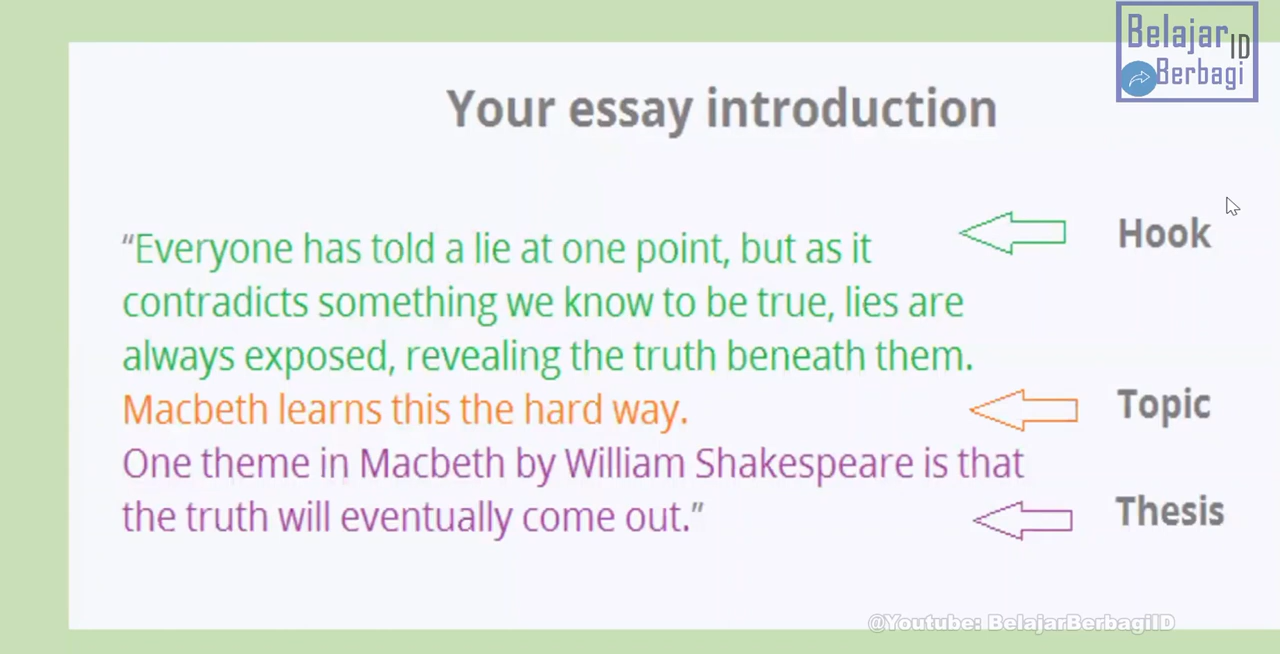 Belajar ID
Berbagi
Your essay introduction
“Everyone has told a lie at one point, but as it
contradicts something we know to be true, lies are
always exposed, revealing the truth beneath them.
Macbeth learns this the hard way.
One theme in Macbeth by William Shakespeare is that
the truth will eventually come out.”
Hook
Topic
Thesis
@Youtube: BelajarBerbagiID